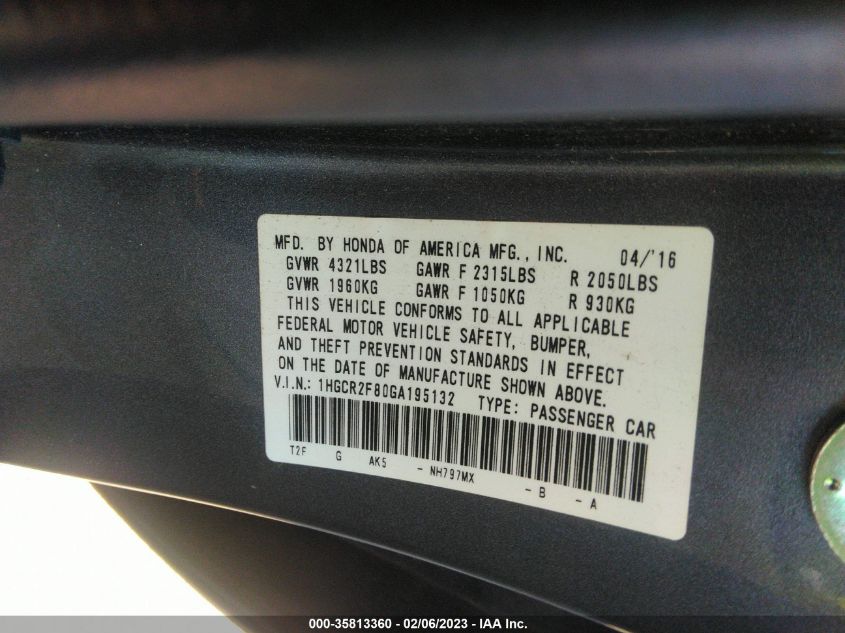 MFD. BY HONDA OF AMERICA MFG., INC. 04/'16
GVWR 4321LBS GAWR F 2315LBS R 2050LBS
GVWR 1960KG GAWR F 1050KG R 930KG
THIS VEHICLE CONFORMS TO ALL APPLICABLE
FEDERAL MOTOR VEHICLE SAFETY, BUMPER,
AND THEFT PREVENTION STANDARDS IN EFFECT
ON THE DATE OF MANUFACTURE SHOWN ABOVE.
V.I.N.: 1HGCR2F80GA195132 TYPE: PASSENGER CAR
T2F G AK5 - NH797MX - B - A
000-35813360 - 02/06/2023 - IAA Inc.